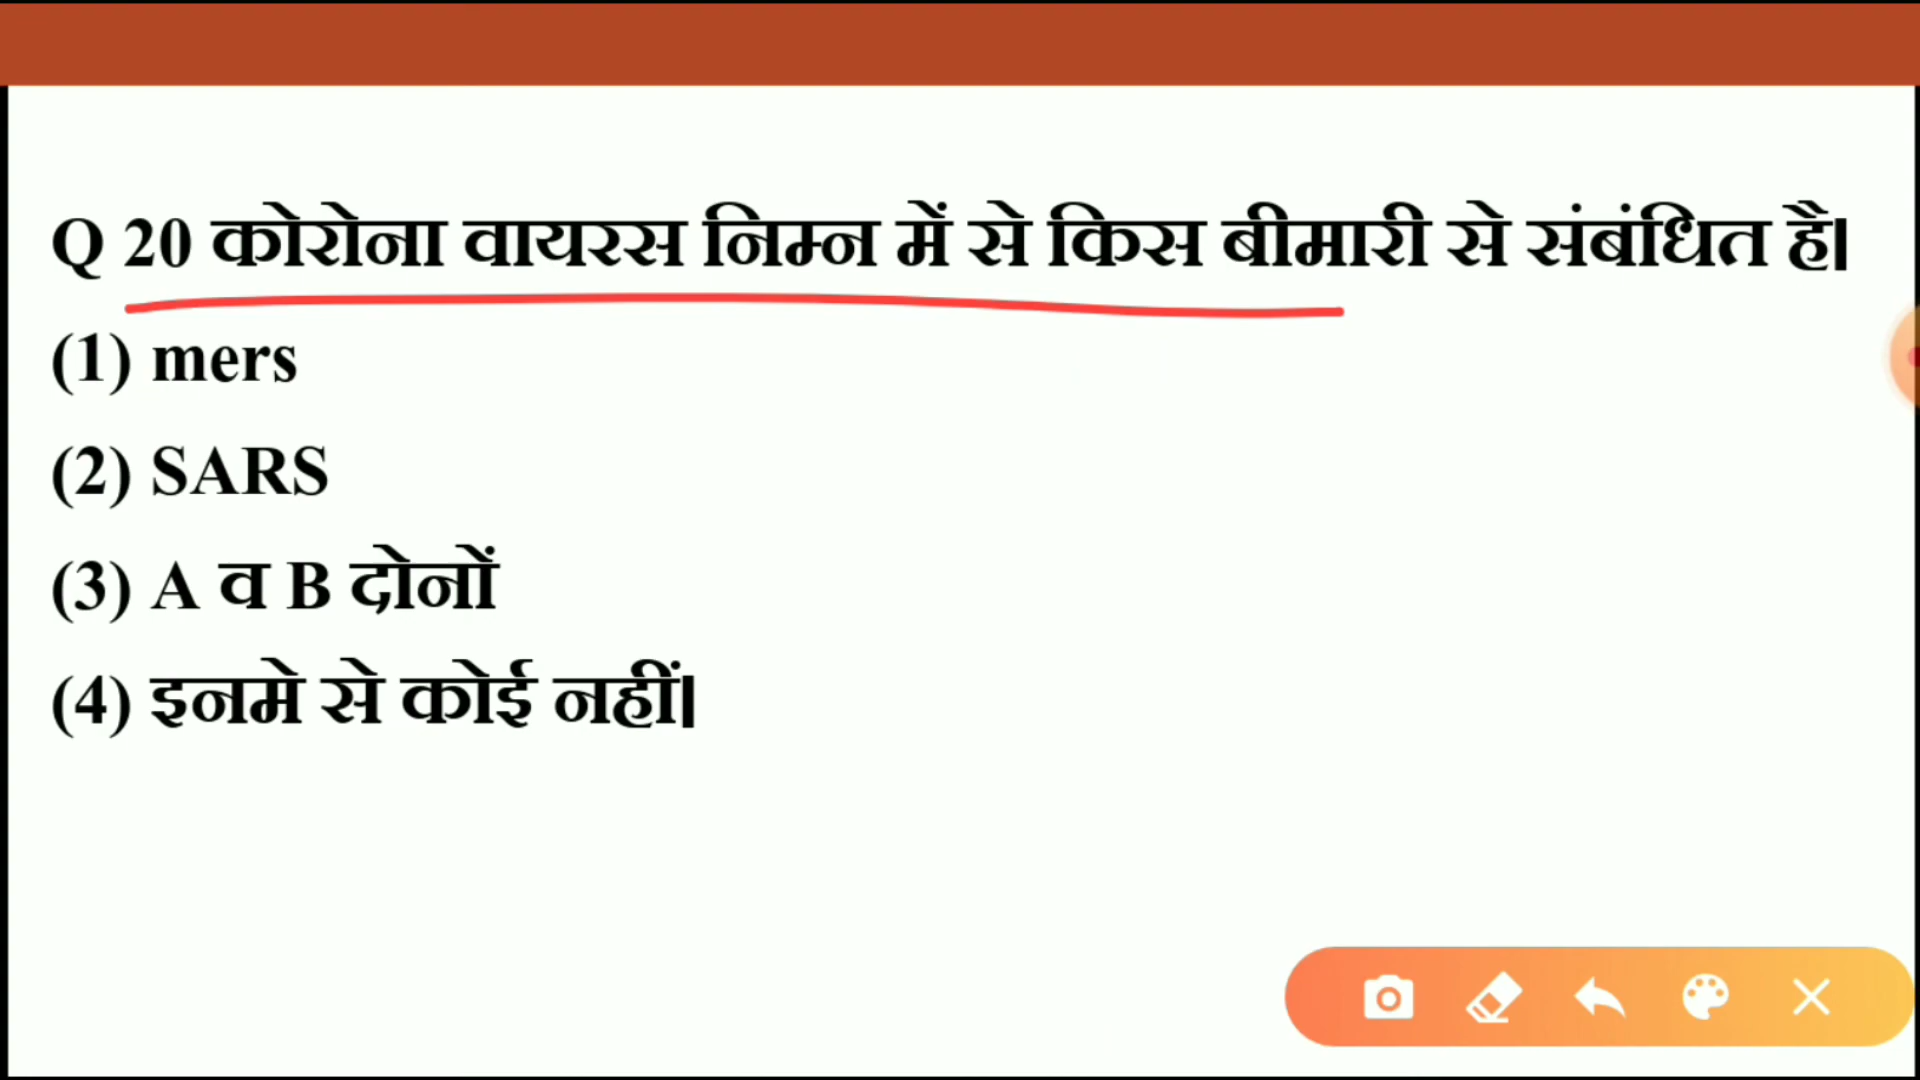 Q 20 कोरोना वायरस निम्न में से किस बीमारी से संबंधित है।
(1) mers
(2) SARS
(3) A व B दोनों
(4) इनमे से कोई नहीं।